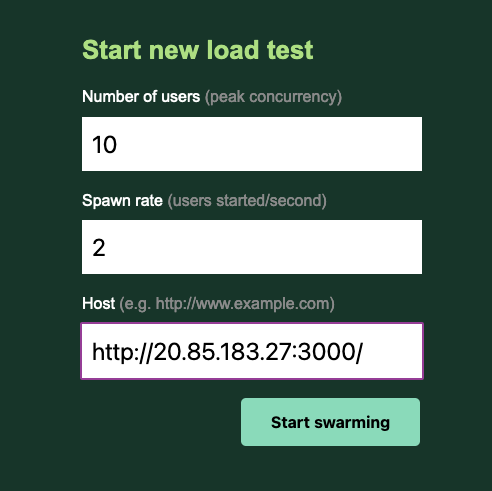 Start new load test
Number of users (peak concurrency)
10
Spawn rate (users started/second)
2
Host (e.g. http://www.example.com)
http://20.85.183.27:3000/
Start swarming